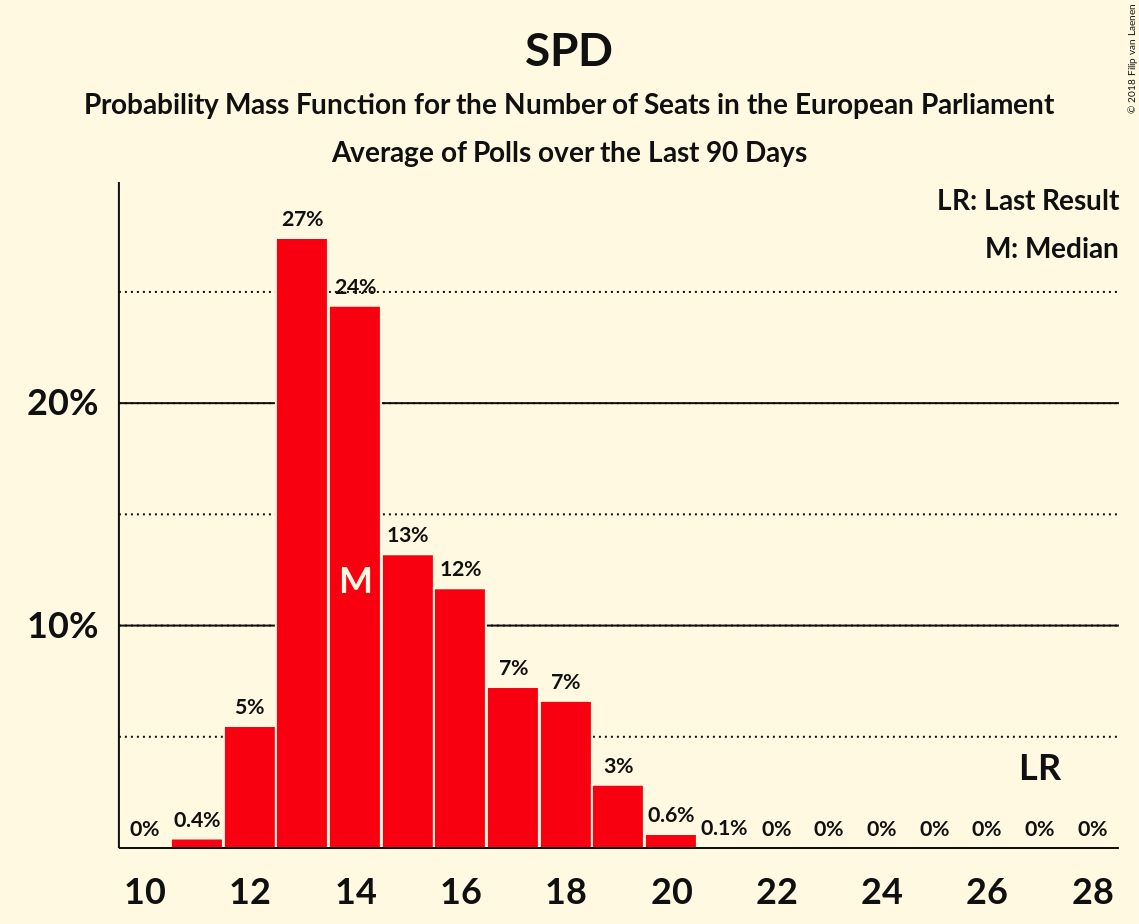 SPD
Probability Mass Function for the Number of Seats in the European Parliament
Average of Polls over the Last 90 Days
© 2018 Filip van Laenen
LR: Last Result
M: Median
27%
24%
20%
13%
12%
M
10%
7%
7%
5%
LR
3%
0% 0.4% 0.6% 0.1% 0% 0% 0% 0% 0% 0% 0%
10 12 14 16 18 20 22 24 26 28